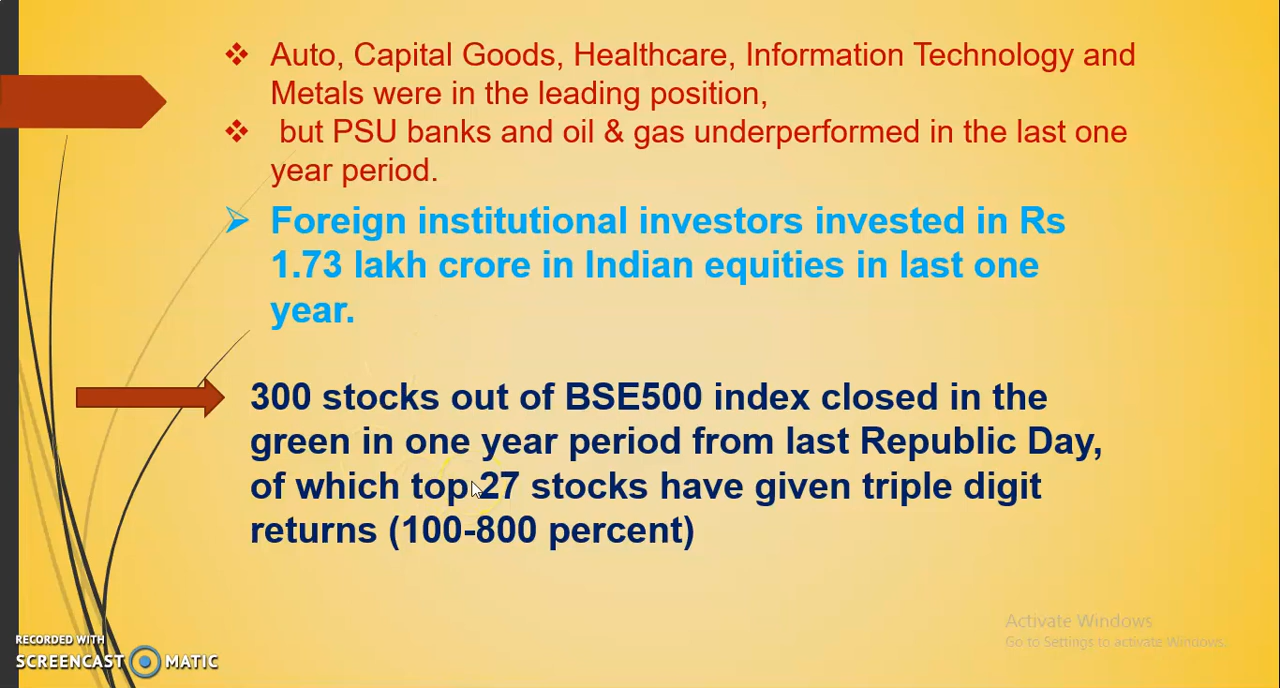 Auto, Capital Goods, Healthcare, Information Technology and
Metals were in the leading position,
but PSU banks and oil & gas underperformed in the last one
year period.
Foreign institutional investors invested in Rs
1.73 lakh crore in Indian equities in last one
year.
300 stocks out of BSE500 index closed in the
green in one year period from last Republic Day,
of which top 27 stocks have given triple digit
returns (100-800 percent)
Activate Windows
Go to Settings to activate Windows.
RECORDED WITH
SCREENCAST MATIC